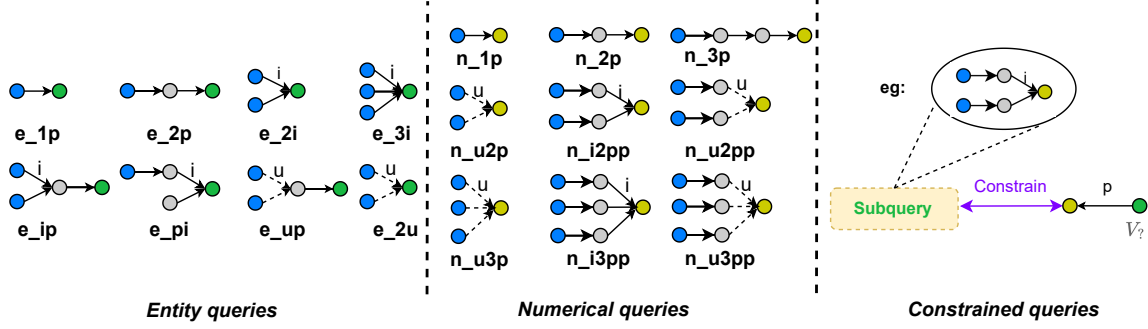 i
i
e_1p
e_2p
e_2i
e_3i
i
i
u
u
e_ip
e_pi
e_up
e_2u
Entity queries
n_1p
n_2p
n_3p
u
i
u
n_u2p
n_i2pp
n_u2pp
u
i
u
n_u3p
n_i3pp
n_u3pp
Numerical queries
eg:
i
Subquery
Constrain
p
V?
Constrained queries